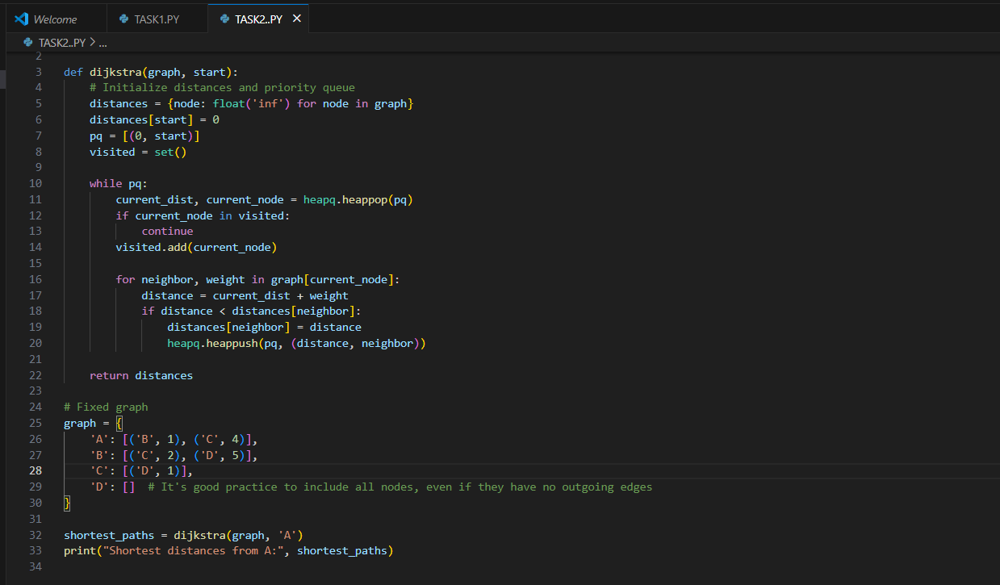 Welcome
TASK1.PY
TASK2..PY ✕
TASK2..PY > ...
2
3 def dijkstra(graph, start):
4     # Initialize distances and priority queue
5     distances = {node: float('inf') for node in graph}
6     distances[start] = 0
7     pq = [(0, start)]
8     visited = set()
9
10     while pq:
11         current_dist, current_node = heapq.heappop(pq)
12         if current_node in visited:
13             continue
14         visited.add(current_node)
15
16         for neighbor, weight in graph[current_node]:
17             distance = current_dist + weight
18             if distance < distances[neighbor]:
19                 distances[neighbor] = distance
20                 heapq.heappush(pq, (distance, neighbor))
21
22     return distances
23
24 # Fixed graph
25 graph = {
26     'A': [('B', 1), ('C', 4)],
27     'B': [('C', 2), ('D', 5)],
28     'C': [('D', 1)],
29     'D': []  # It's good practice to include all nodes, even if they have no outgoing edges
30 }
31
32 shortest_paths = dijkstra(graph, 'A')
33 print("Shortest distances from A:", shortest_paths)
34